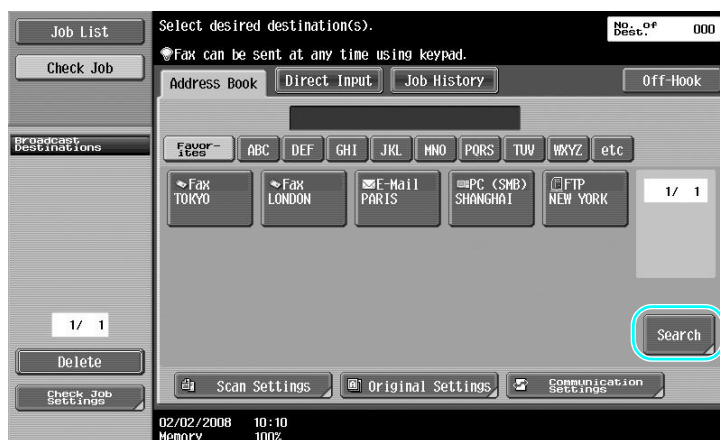 Job List
Check Job
Select desired destination(s).
No. of
Dest.
000
Fax can be sent at any time using keypad.
Address Book
Direct Input
Job History
Off-Hook
Broadcast
Destinations
Favor-
ites
ABC
DEF
GHI
JKL
MNO
PQRS
TUV
WXYZ
etc
Fax
TOKYO
Fax
LONDON
E-Mail
PARIS
PC (SMB)
SHANGHAI
FTP
NEW YORK
1/ 1
Search
1/ 1
Delete
Check Job
Settings
Scan Settings
Original Settings
Communication
Settings
02/02/2008 10:10
Memory 100%